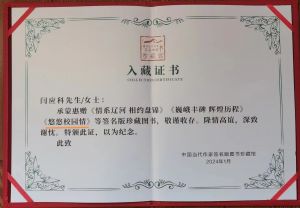 入藏证书
闫应科先生/女士：
承蒙惠赠《情系辽河 相约盘锦》《巍峨丰碑 辉煌历程》
《悠悠校园情》等签名版珍藏图书，敬谨收存。隆情高谊，深致
谢忱。特颁此证，以为纪念。
此致
中国当代作家签名版图书珍藏馆
2024年1月